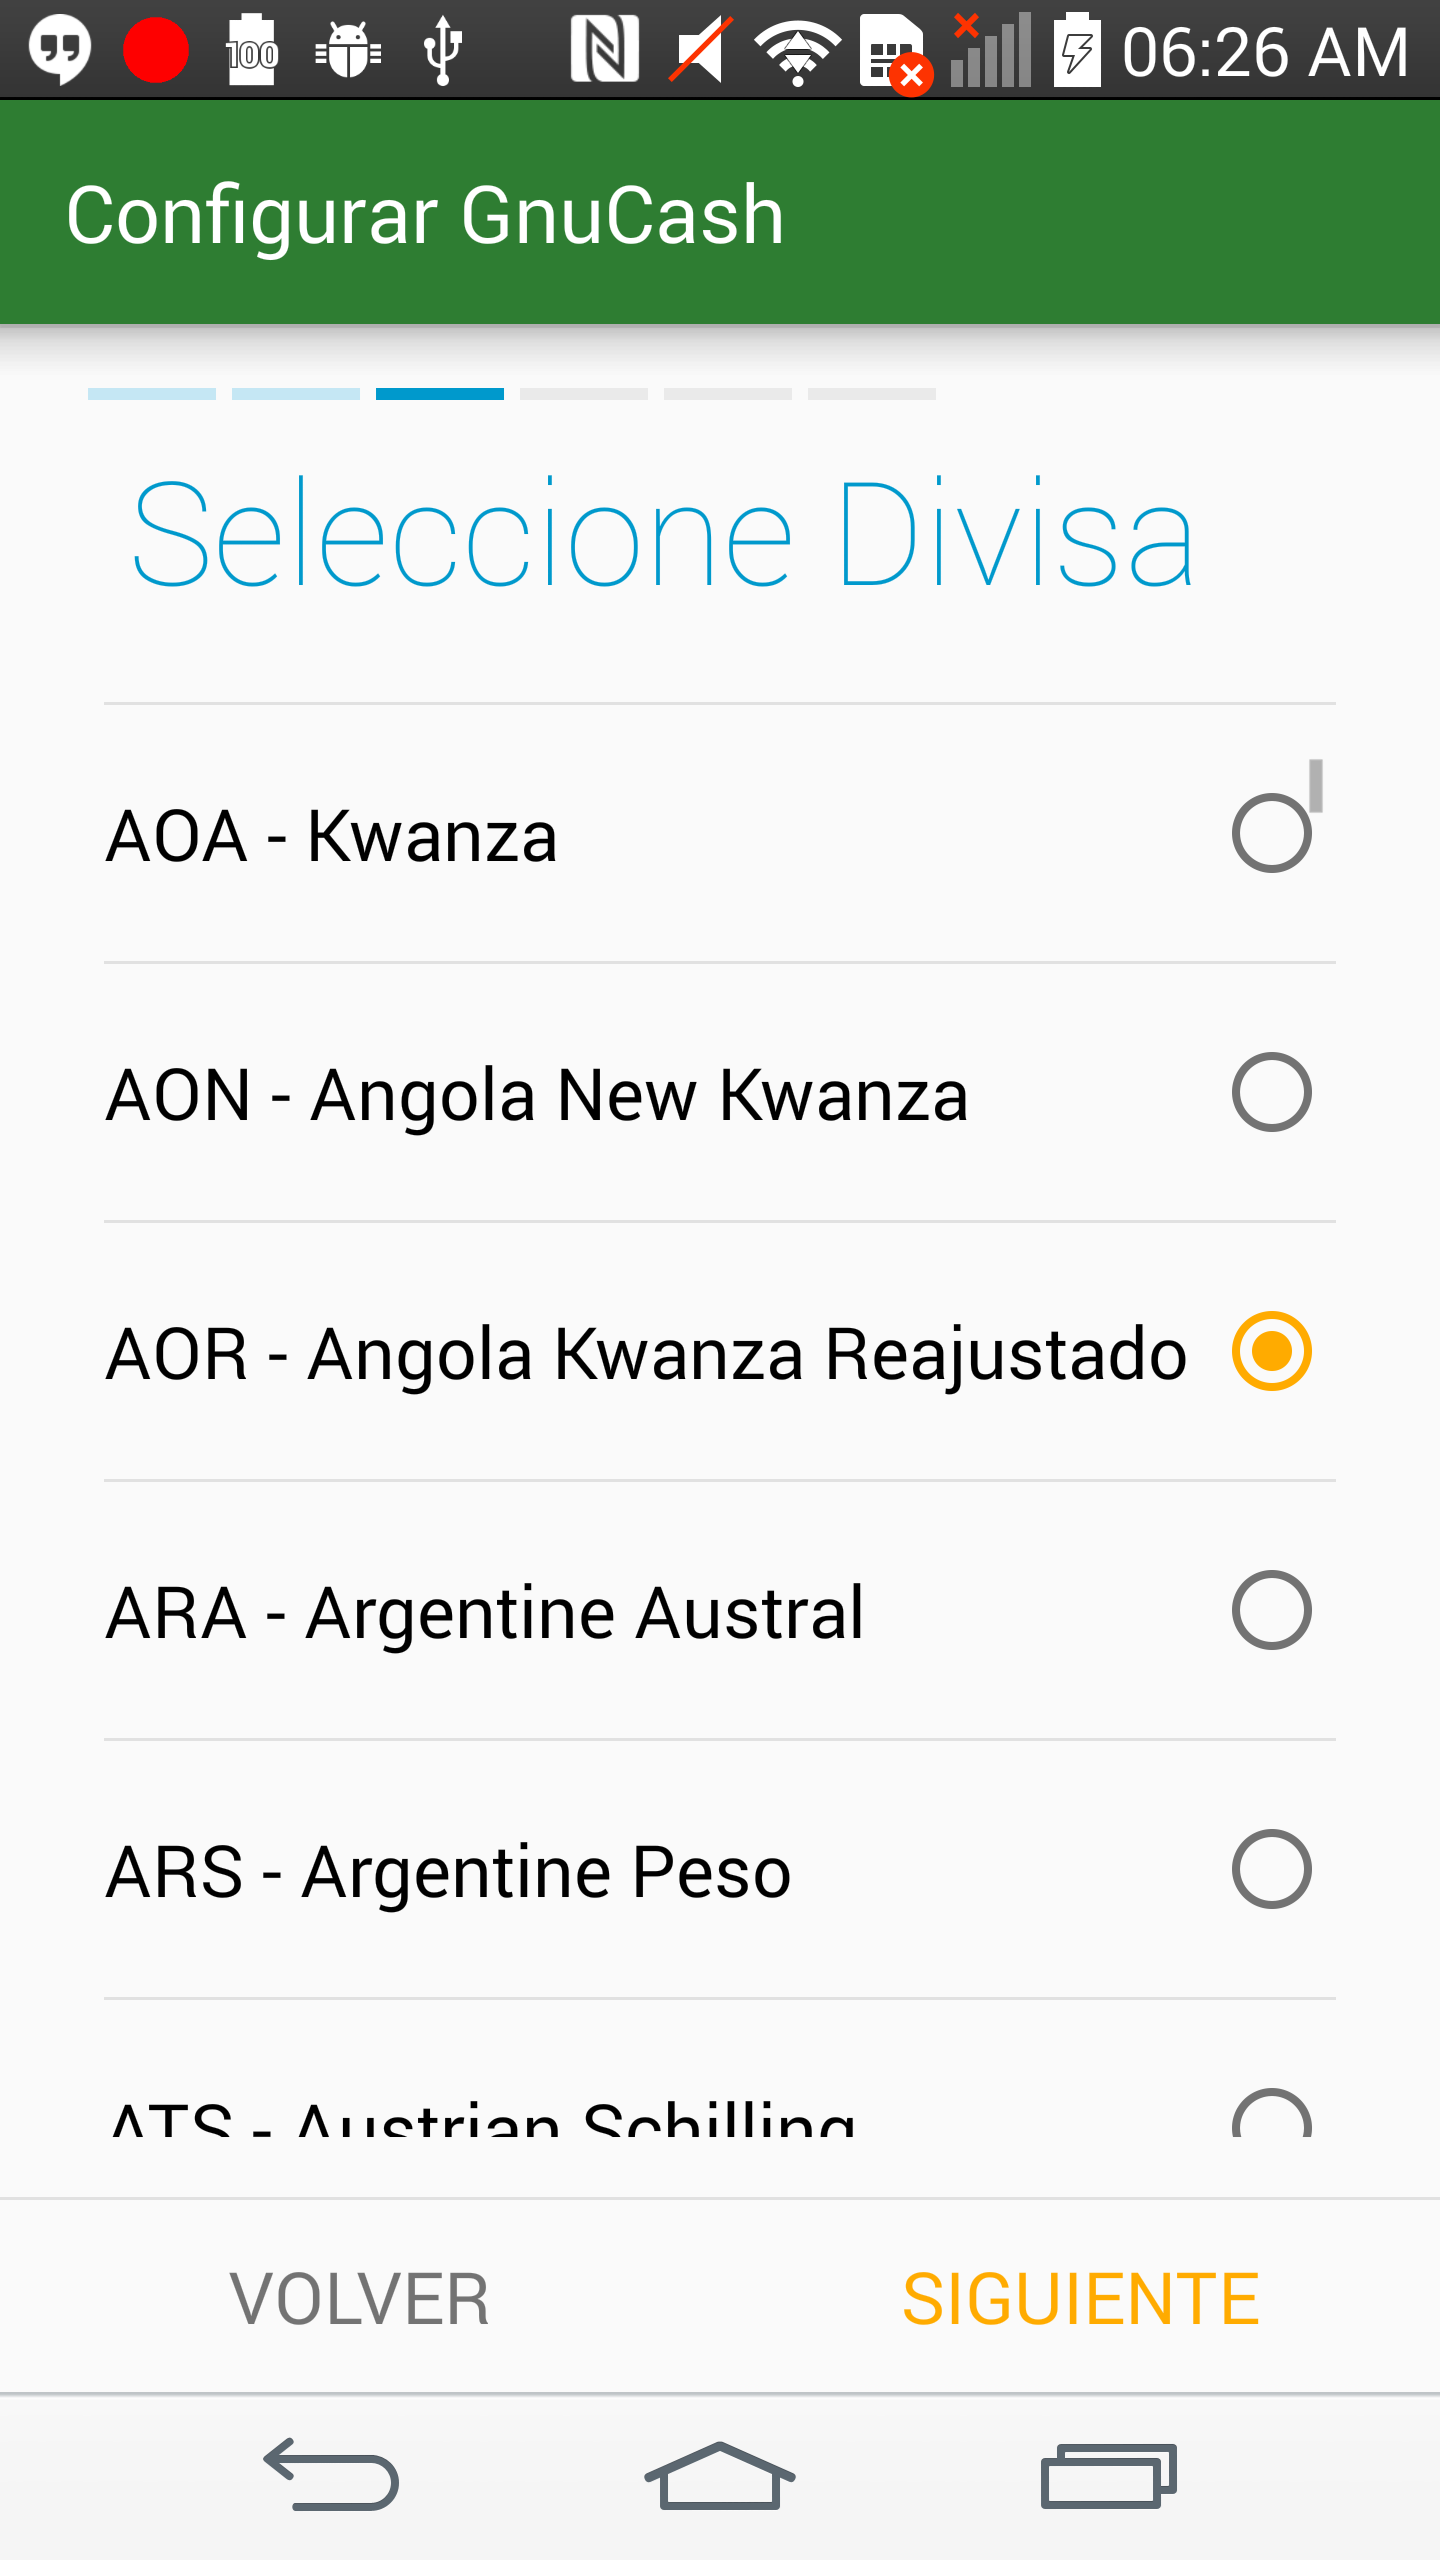 100
06:26 AM
Configurar GnuCash
Seleccione Divisa
AOA - Kwanza
AON - Angola New Kwanza
AOR - Angola Kwanza Reajustado
ARA - Argentine Austral
ARS - Argentine Peso
ATS - Austrian Schilling
VOLVER
SIGUIENTE